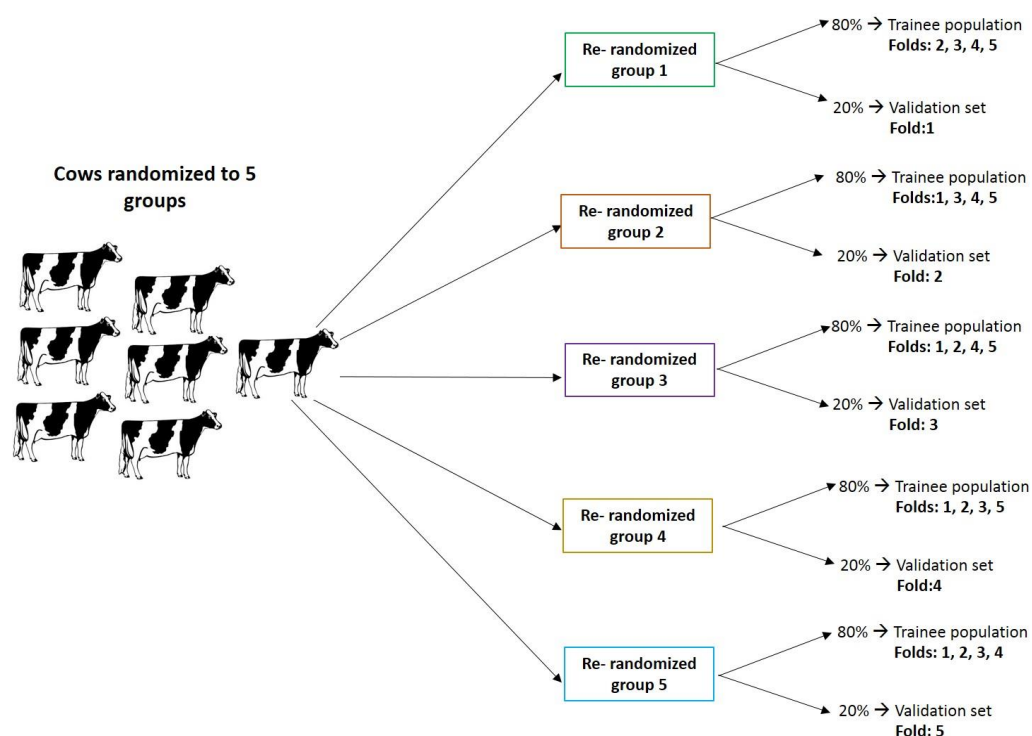 Cows randomized to 5
groups
Re- randomized
group 1
80% → Trainee population
Folds: 2, 3, 4, 5
20% → Validation set
Fold:1
Re- randomized
group 2
80% → Trainee population
Folds:1, 3, 4, 5
20% → Validation set
Fold: 2
Re- randomized
group 3
80% → Trainee population
Folds: 1, 2, 4, 5
20% → Validation set
Fold: 3
Re- randomized
group 4
80% → Trainee population
Folds: 1, 2, 3, 5
20% → Validation set
Fold:4
Re- randomized
group 5
80% → Trainee population
Folds: 1, 2, 3, 4
20% → Validation set
Fold: 5